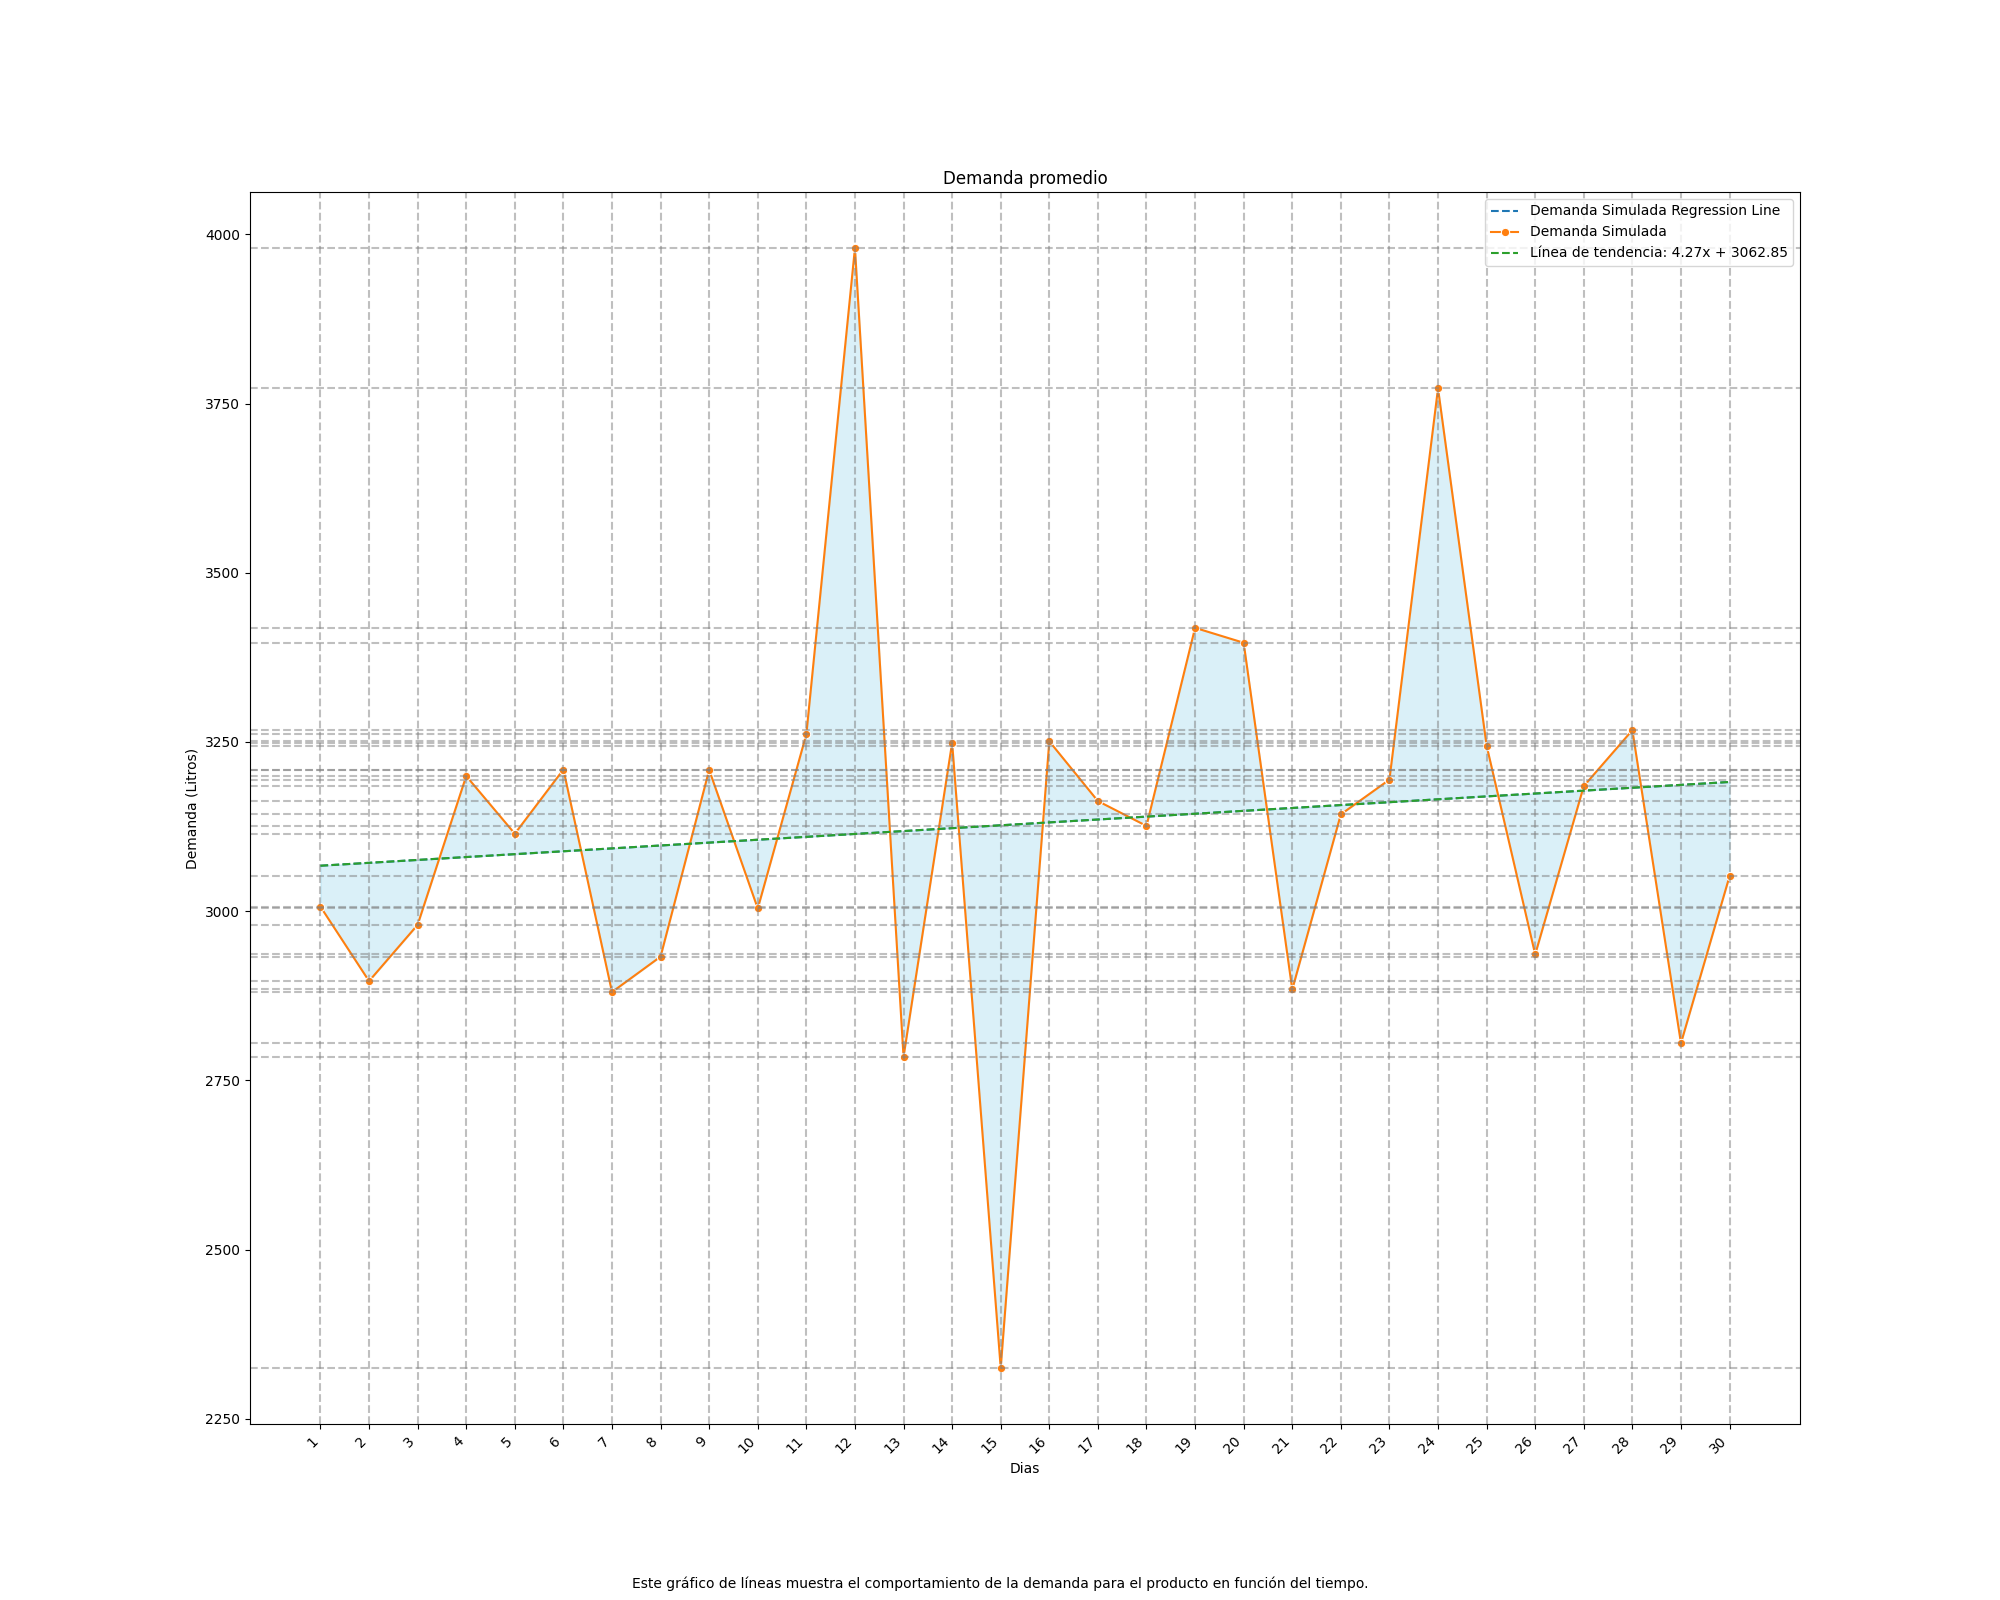 Demanda promedio
Demanda Simulada Regression Line
Demanda Simulada
Línea de tendencia: 4.27x + 3062.85
4000
3750
3500
3250
3000
2750
2500
2250
Demanda (Litros)
1 2 3 4 5 6 7 8 9 10 11 12 13 14 15 16 17 18 19 20 21 22 23 24 25 26 27 28 29 30
Dias
Este gráfico de líneas muestra el comportamiento de la demanda para el producto en función del tiempo.